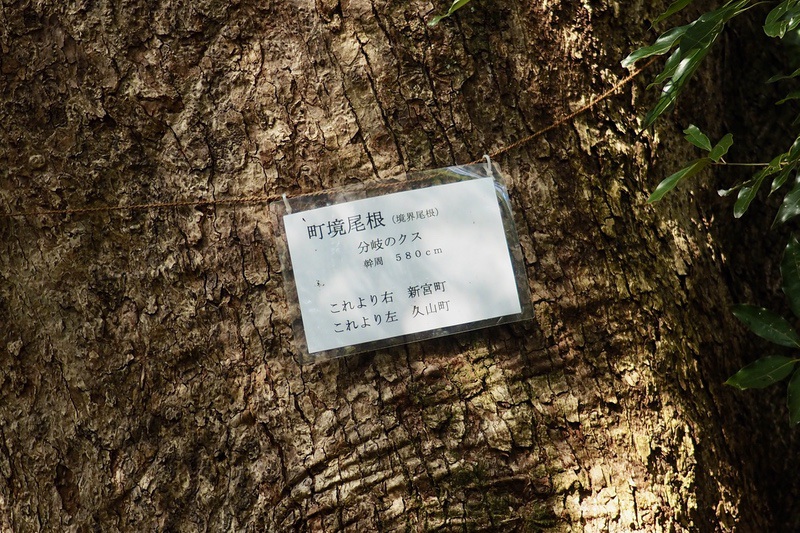 町境尾根(境界尾根)
分岐のクス
幹周 580cm
これより右 新宮町
これより左 久山町